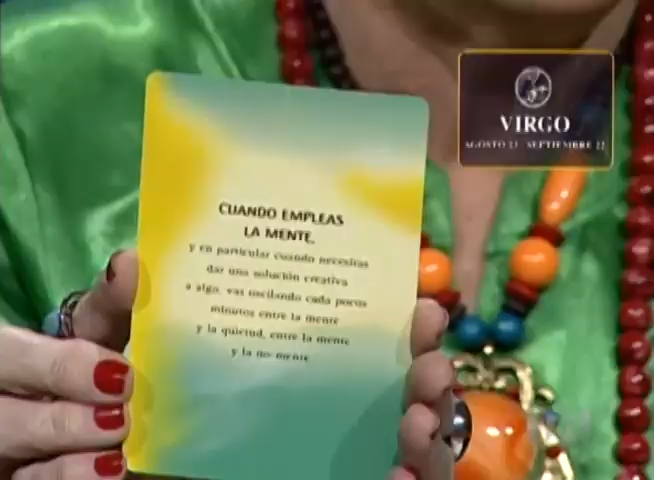 VIRGO
AGOSTO 23 - SEPTIEMBRE 22
CUANDO EMPLEAS
LA MENTE,
y en particular cuando necesitas
dar una solución creativa
a algo, vas oscilando cada pocos
minutos entre la mente
y la quietud, entre la mente
y la no-mente